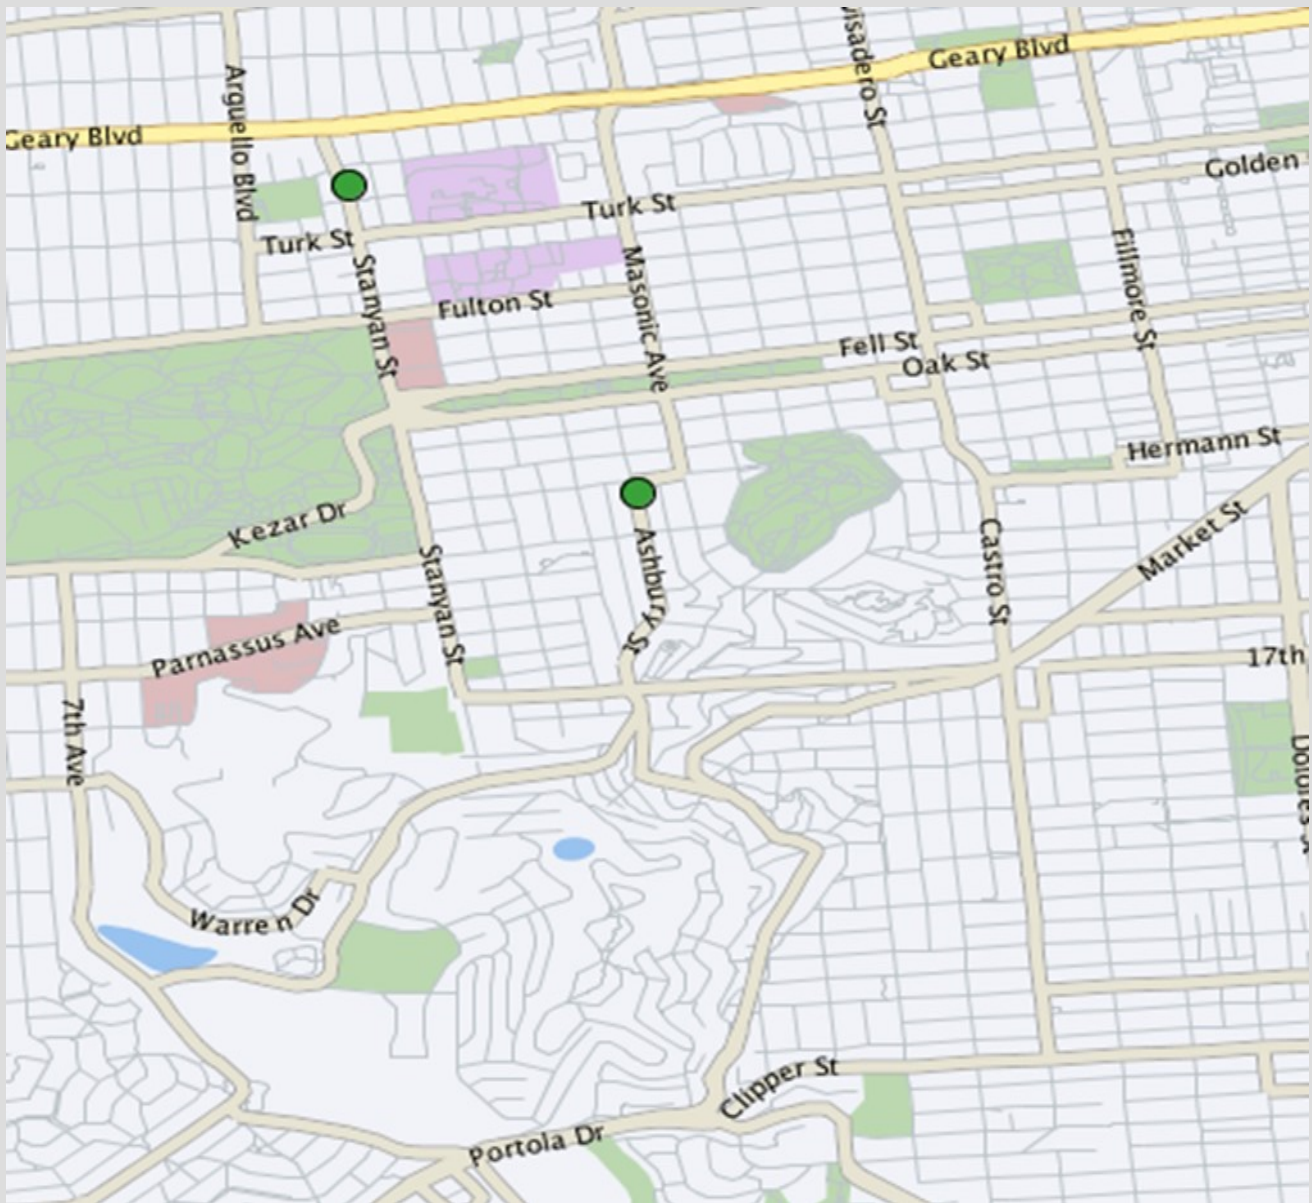 Geary Blvd
Geary Blvd
Arguello Blvd
Golden
Turk St
Turk St
Stanyan St
Fulton St
Masonic Ave
Fillmore St
Fell St
Oak St
Hermann St
Kezar Dr
Market St
Ashbury St
Castro St
Stanyan St
Parnassus Ave
17th
7th Ave
Warren Dr
Clipper St
Portola Dr